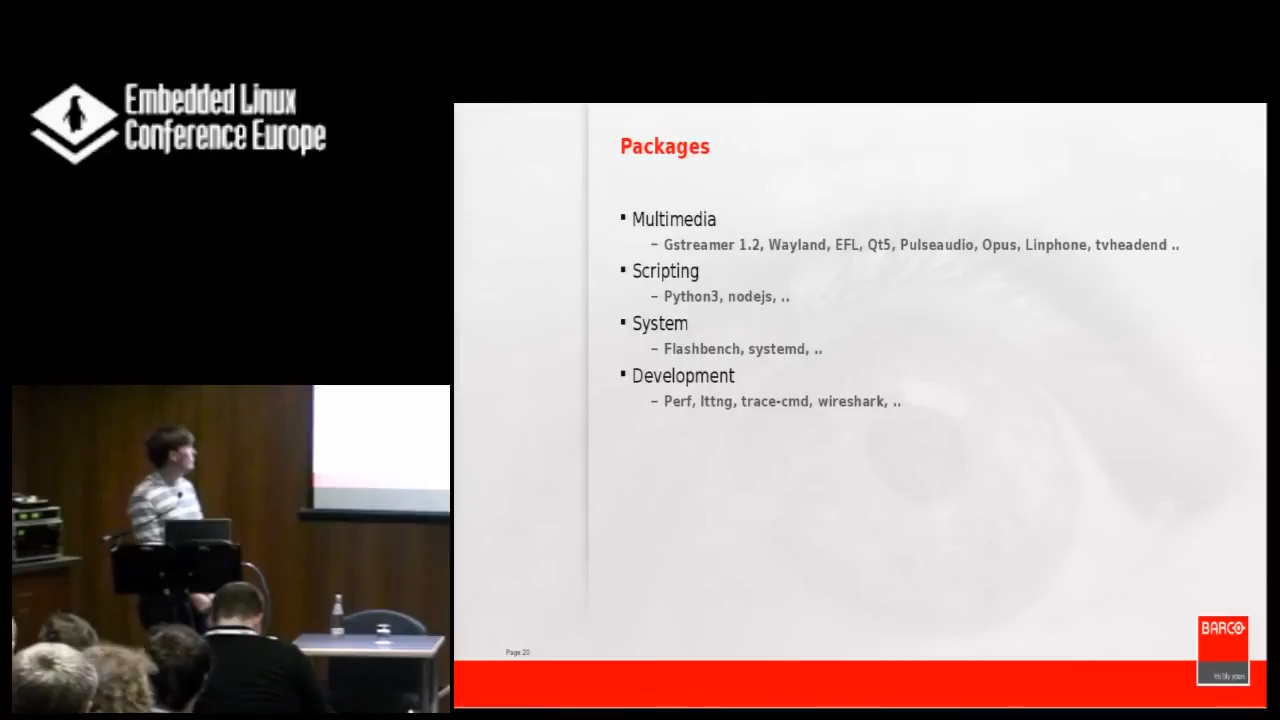 Embedded Linux
Conference Europe
Packages
▪ Multimedia
– Gstreamer 1.2, Wayland, EFL, Qt5, Pulseaudio, Opus, Linphone, tvheadend ..
▪ Scripting
– Python3, nodejs, ..
▪ System
– Flashbench, systemd, ..
▪ Development
– Perf, lttng, trace-cmd, wireshark, ..
Page 20
BARCO